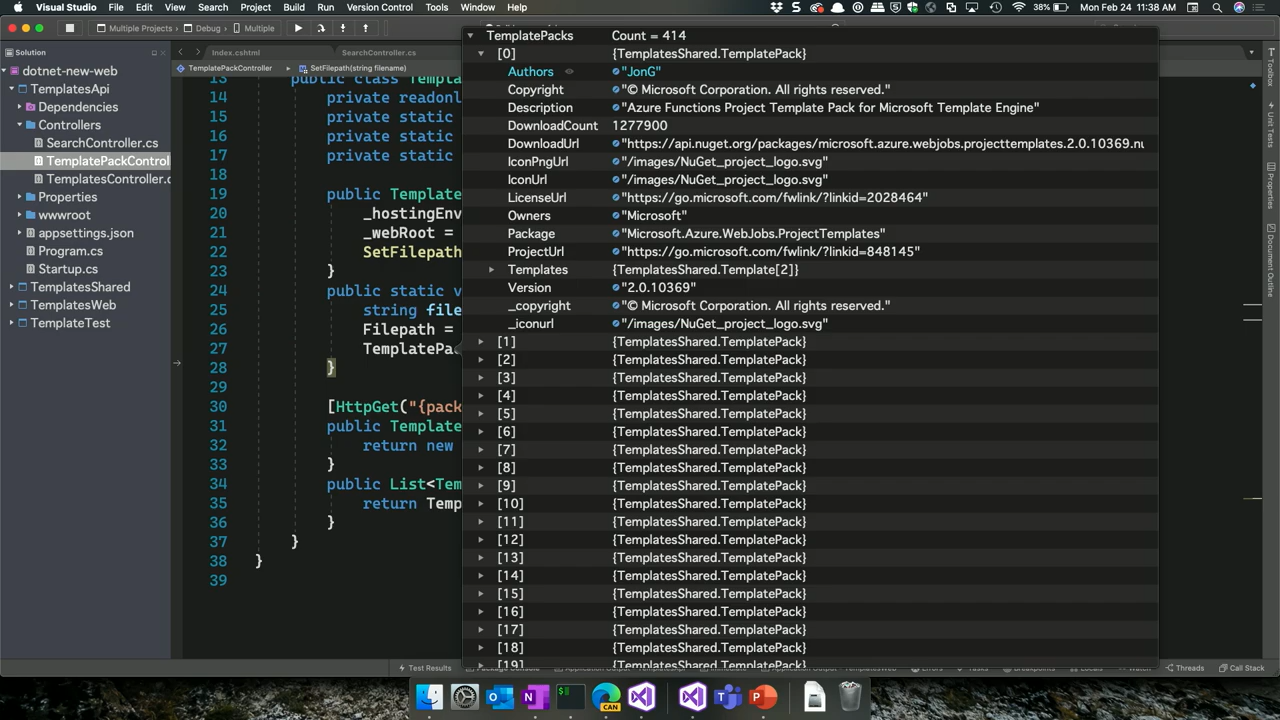 Visual Studio File Edit View Search Project Build Run Version Control Tools Window Help 38% Mon Feb 24 11:38 AM
Multiple Projects Debug Multiple
Solution
dotnet-new-web
TemplatesApi
Dependencies
Controllers
SearchController.cs
TemplatePackControl
TemplatesController.c
Properties
wwwroot
appsettings.json
Program.cs
Startup.cs
TemplatesShared
TemplatesWeb
TemplateTest
Index.cshtml SearchController.cs
TemplatePackController SetFilepath(string filename)
13 public class Templa
14 private readonl
15 private static
16 private static
17 private static
18
19 public Template
20 _hostingEnv
21 _webRoot =
22 SetFilepath
23 }
24 public static v
25 string file
26 Filepath =
27 TemplatePa
28 }
29
30 [HttpGet("{pack
31 public Template
32 return new
33 }
34 public List<Tem
35 return Temp
36 }
37 }
38 }
39
TemplatePacks Count = 414
[0] {TemplatesShared.TemplatePack}
Authors "JonG"
Copyright "© Microsoft Corporation. All rights reserved."
Description "Azure Functions Project Template Pack for Microsoft Template Engine"
DownloadCount 1277900
DownloadUrl "https://api.nuget.org/packages/microsoft.azure.webjobs.projecttemplates.2.0.10369.nu
IconPngUrl "/images/NuGet_project_logo.svg"
IconUrl "/images/NuGet_project_logo.svg"
LicenseUrl "https://go.microsoft.com/fwlink/?linkid=2028464"
Owners "Microsoft"
Package "Microsoft.Azure.WebJobs.ProjectTemplates"
ProjectUrl "https://go.microsoft.com/fwlink/?linkid=848145"
Templates {TemplatesShared.Template[2]}
Version "2.0.10369"
_copyright "© Microsoft Corporation. All rights reserved."
_iconurl "/images/NuGet_project_logo.svg"
[1] {TemplatesShared.TemplatePack}
[2] {TemplatesShared.TemplatePack}
[3] {TemplatesShared.TemplatePack}
[4] {TemplatesShared.TemplatePack}
[5] {TemplatesShared.TemplatePack}
[6] {TemplatesShared.TemplatePack}
[7] {TemplatesShared.TemplatePack}
[8] {TemplatesShared.TemplatePack}
[9] {TemplatesShared.TemplatePack}
[10] {TemplatesShared.TemplatePack}
[11] {TemplatesShared.TemplatePack}
[12] {TemplatesShared.TemplatePack}
[13] {TemplatesShared.TemplatePack}
[14] {TemplatesShared.TemplatePack}
[15] {TemplatesShared.TemplatePack}
[16] {TemplatesShared.TemplatePack}
[17] {TemplatesShared.TemplatePack}
[18] {TemplatesShared.TemplatePack}
[19] {TemplatesShared.TemplatePack}
Toolbox
Unit Tests
Properties
Document Outline
Test Results Threads Call Stack
CAN